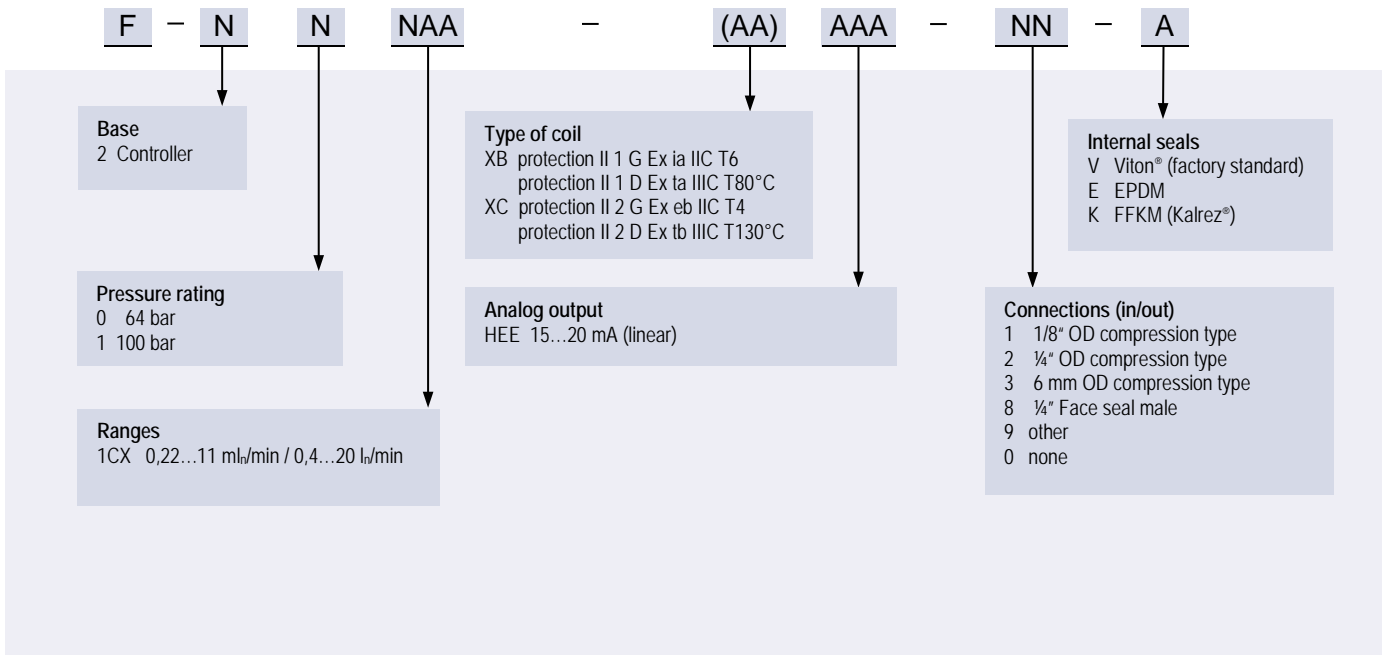 F – N N NAA – (AA) AAA – NN – A
Base
2 Controller
Pressure rating
0 64 bar
1 100 bar
Ranges
1CX 0,22…11 mlₙ/min / 0,4…20 lₙ/min
Type of coil
XB protection II 1 G Ex ia IIC T6
protection II 1 D Ex ta IIIC T80°C
XC protection II 2 G Ex eb IIC T4
protection II 2 D Ex tb IIIC T130°C
Analog output
HEE 15…20 mA (linear)
Internal seals
V Viton® (factory standard)
E EPDM
K FFKM (Kalrez®)
Connections (in/out)
1 1/8“ OD compression type
2 ¼“ OD compression type
3 6 mm OD compression type
8 ¼” Face seal male
9 other
0 none